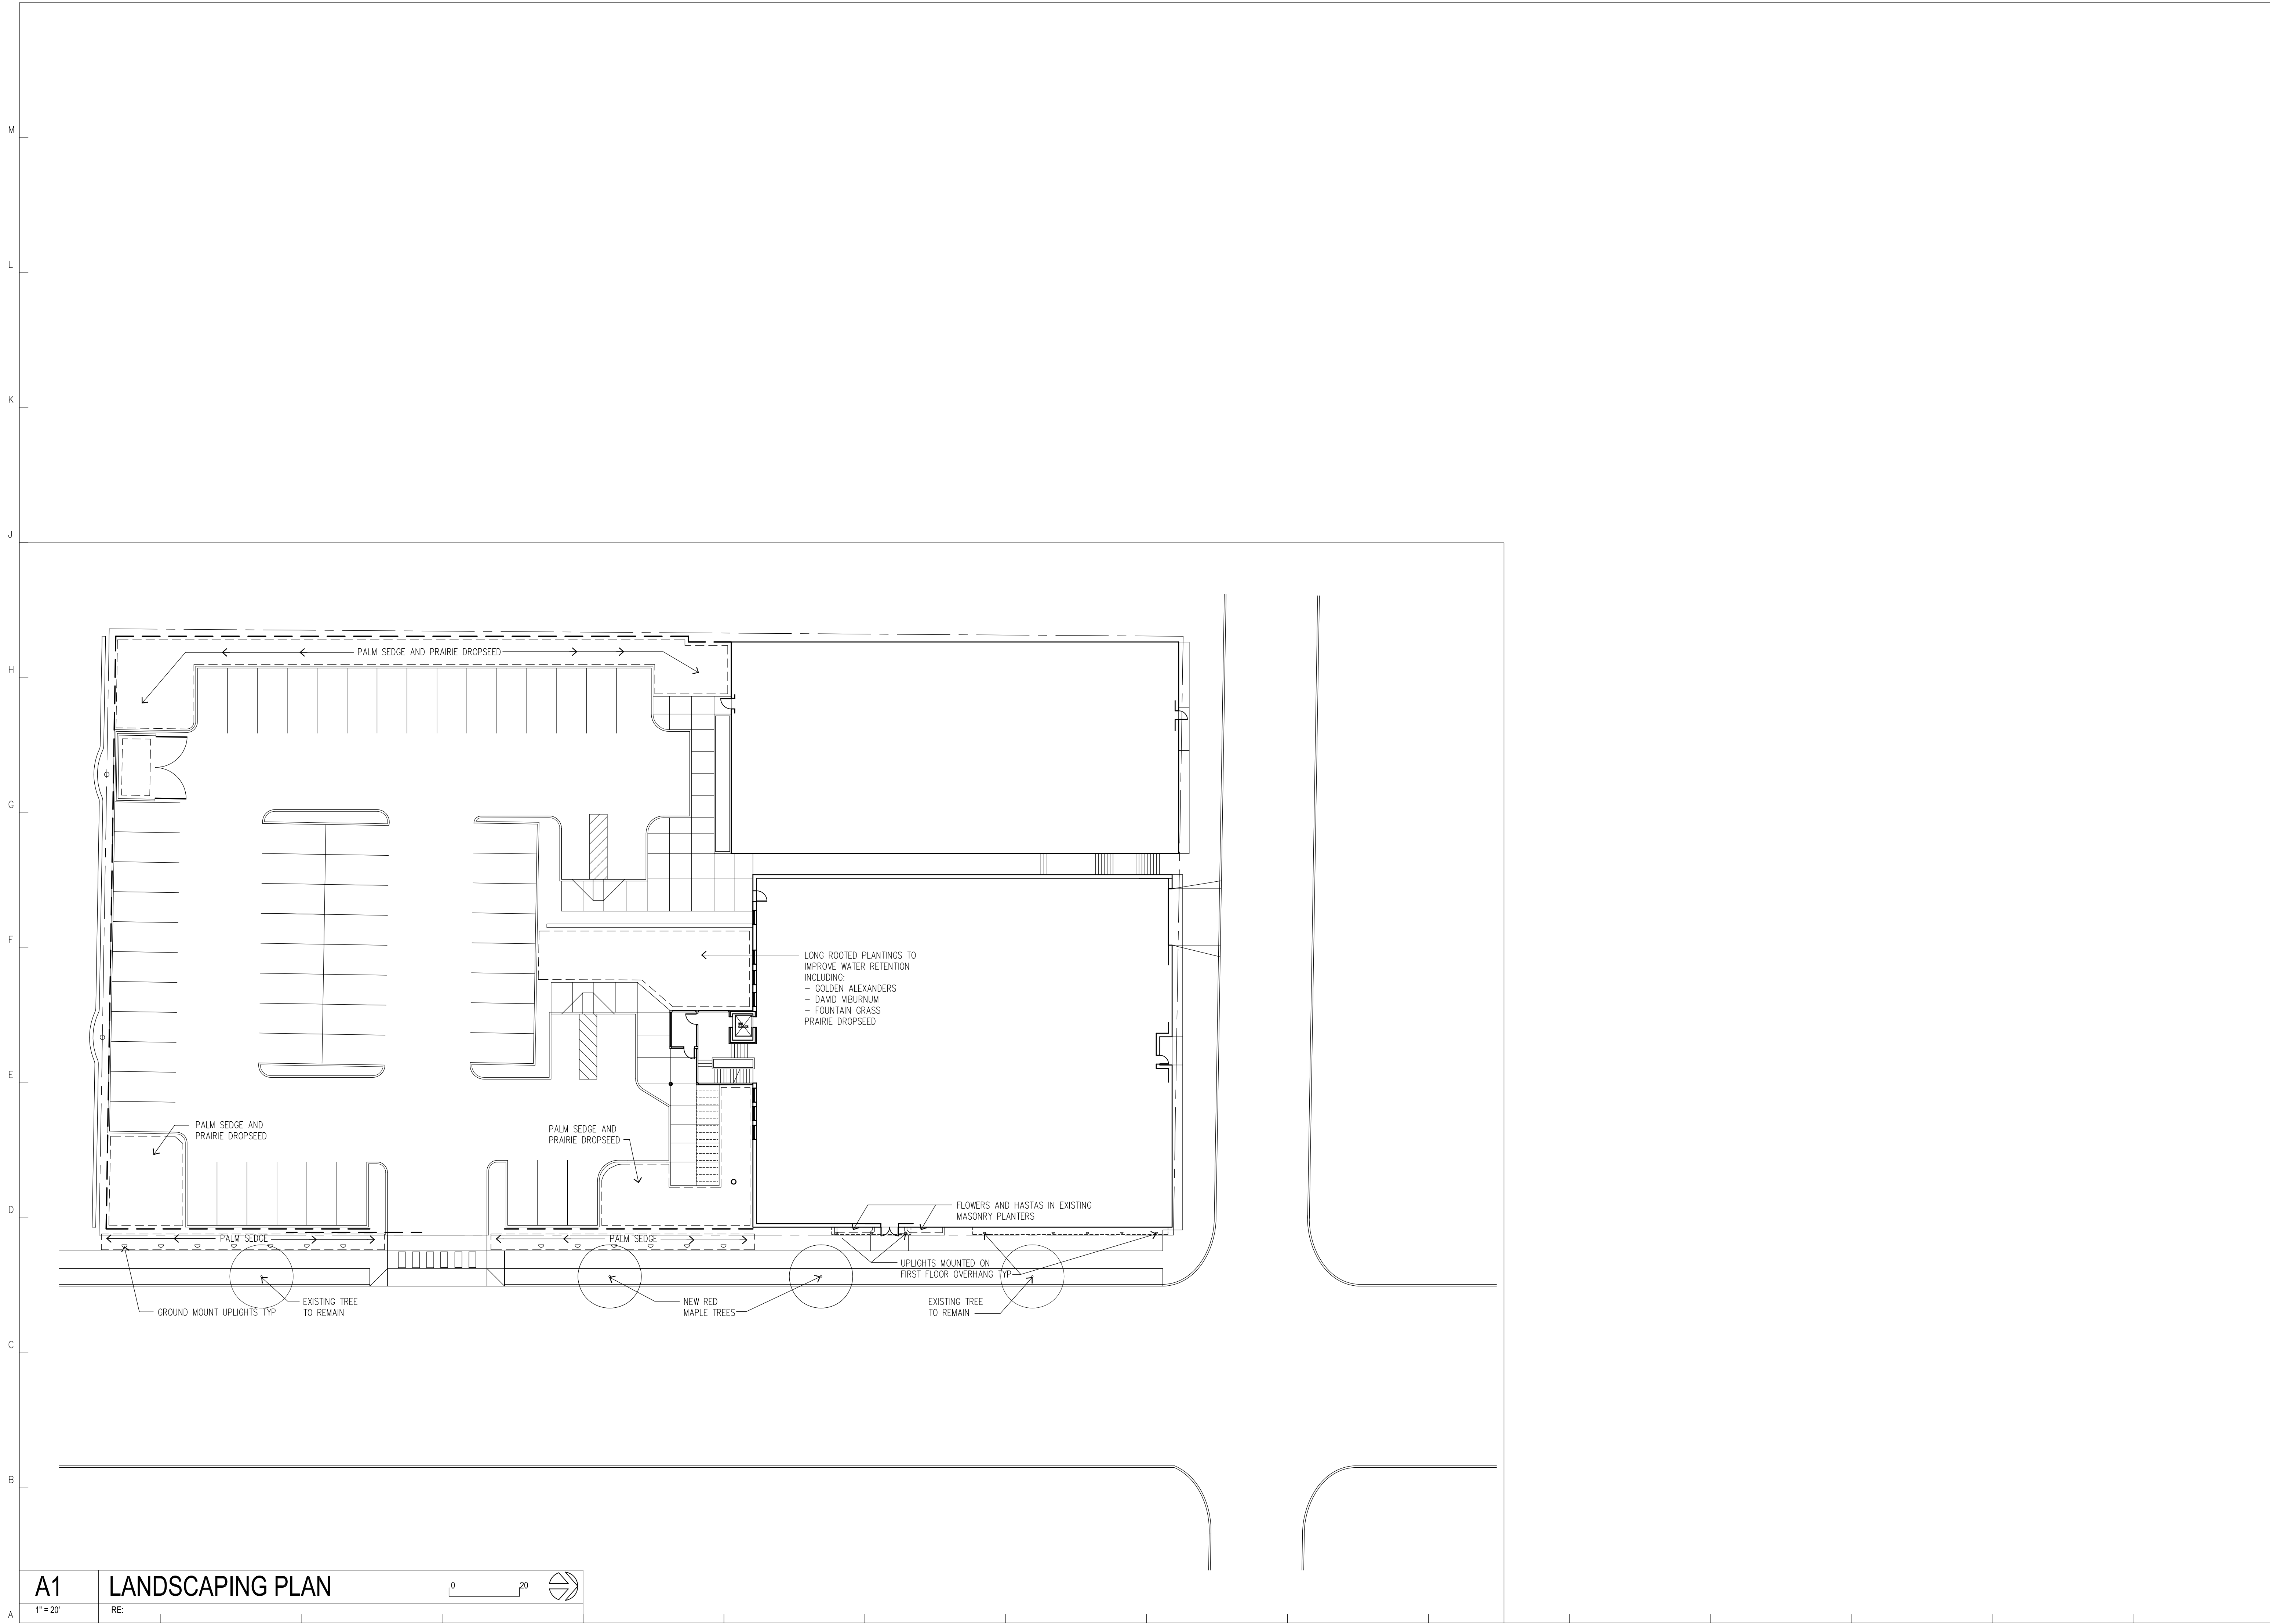 M
L
K
J
H
G
F
E
D
C
B
A
PALM SEDGE AND PRAIRIE DROPSEED
LONG ROOTED PLANTINGS TO
IMPROVE WATER RETENTION
INCLUDING:
- GOLDEN ALEXANDERS
- DAVID VIBURNUM
- FOUNTAIN GRASS
PRAIRIE DROPSEED
PALM SEDGE AND
PRAIRIE DROPSEED
PALM SEDGE AND
PRAIRIE DROPSEED
FLOWERS AND HASTAS IN EXISTING
MASONRY PLANTERS
PALM SEDGE
PALM SEDGE
UPLIGHTS MOUNTED ON
FIRST FLOOR OVERHANG TYP
GROUND MOUNT UPLIGHTS TYP
EXISTING TREE
TO REMAIN
NEW RED
MAPLE TREES
EXISTING TREE
TO REMAIN
A1
LANDSCAPING PLAN
0 20
1" = 20'
RE: